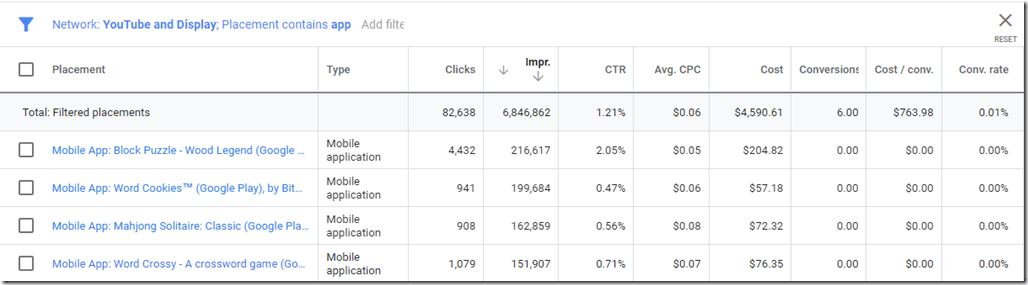 Network: YouTube and Display; Placement contains app Add filte
RESET
Placement Type Clicks Impr. CTR Avg. CPC Cost Conversions Cost / conv. Conv. rate
Total: Filtered placements 82,638 6,846,862 1.21% $0.06 $4,590.61 6.00 $763.98 0.01%
Mobile App: Block Puzzle - Wood Legend (Google ... Mobile application 4,432 216,617 2.05% $0.05 $204.82 0.00 $0.00 0.00%
Mobile App: Word Cookies™ (Google Play), by Bit... Mobile application 941 199,684 0.47% $0.06 $57.18 0.00 $0.00 0.00%
Mobile App: Mahjong Solitaire: Classic (Google Pla... Mobile application 908 162,859 0.56% $0.08 $72.32 0.00 $0.00 0.00%
Mobile App: Word Crossy - A crossword game (Go... Mobile application 1,079 151,907 0.71% $0.07 $76.35 0.00 $0.00 0.00%